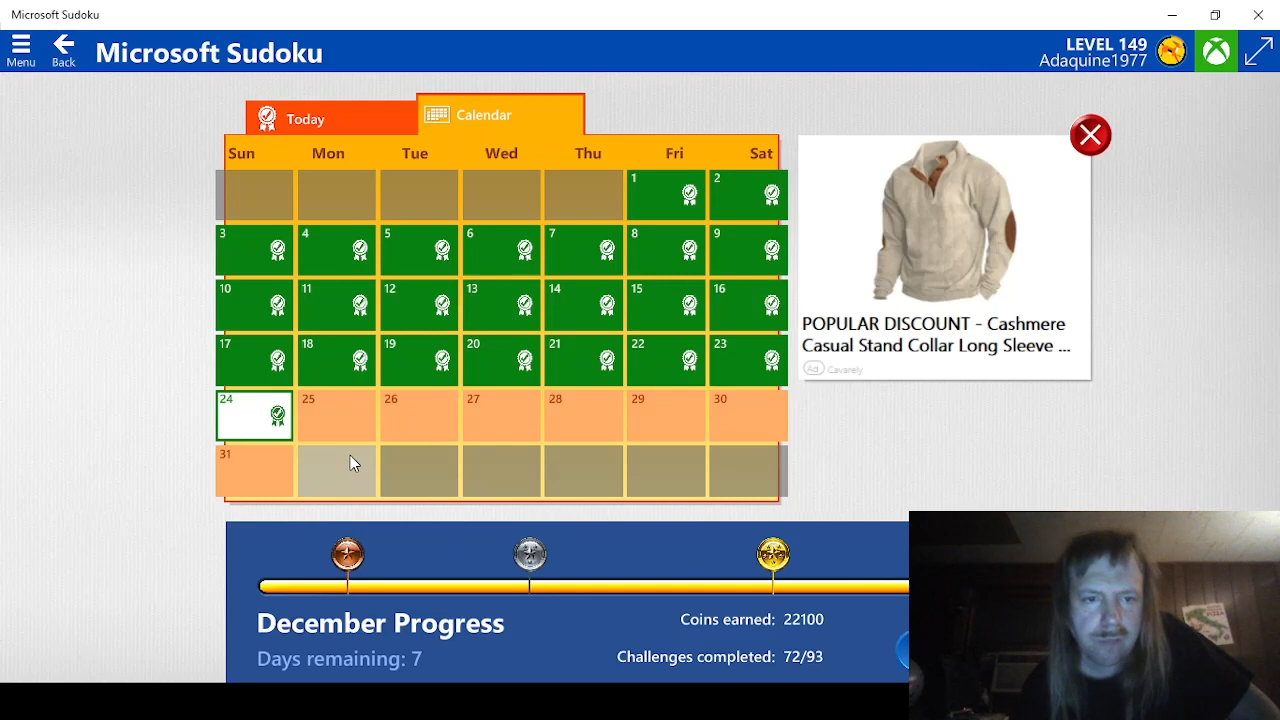 Microsoft Sudoku
Menu
Back
Microsoft Sudoku
LEVEL 149
Adaquine1977
Today
Calendar
Sun Mon Tue Wed Thu Fri Sat
1 2
3 4 5 6 7 8 9
10 11 12 13 14 15 16
17 18 19 20 21 22 23
24 25 26 27 28 29 30
31
POPULAR DISCOUNT - Cashmere
Casual Stand Collar Long Sleeve ...
Ad Cavarely
December Progress
Days remaining: 7
Coins earned: 22100
Challenges completed: 72/93
PIZZA